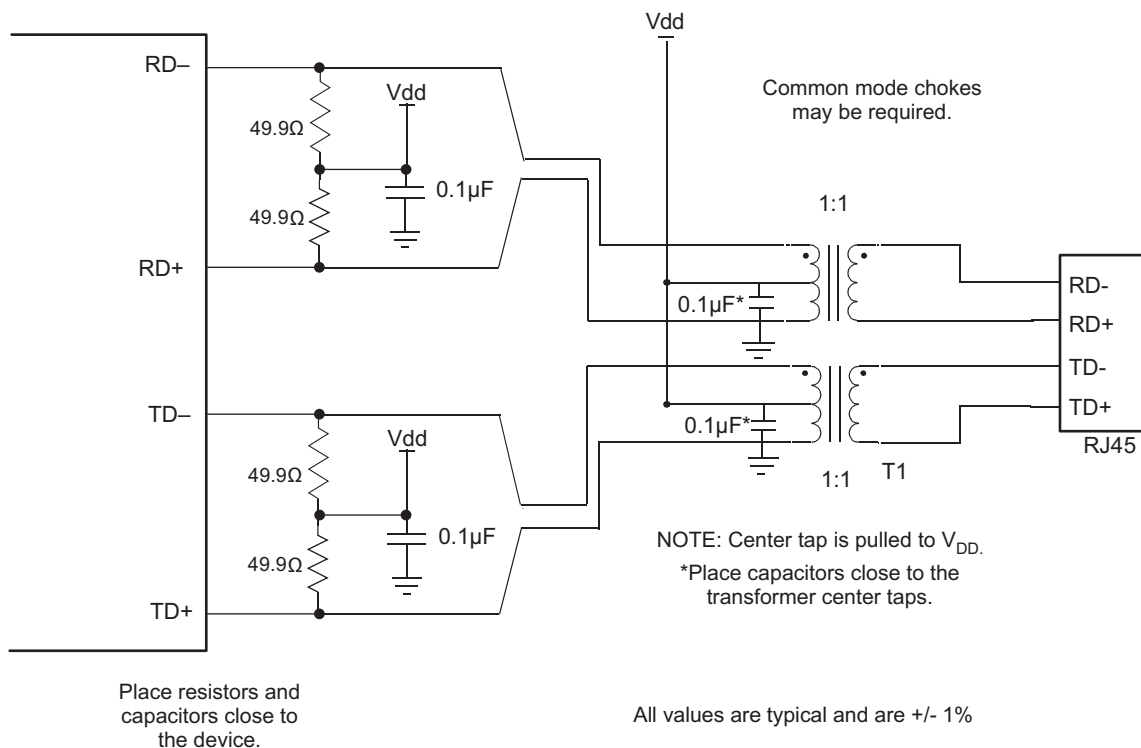 Vdd
RD–
Vdd
Common mode chokes
may be required.
49.9Ω
0.1µF
49.9Ω
1:1
RD+
RD-
0.1µF*
RD+
TD-
TD–
Vdd
0.1µF*
TD+
RJ45
49.9Ω
1:1
T1
0.1µF
NOTE: Center tap is pulled to VDD.
49.9Ω
*Place capacitors close to the
transformer center taps.
TD+
Place resistors and
capacitors close to
the device.
All values are typical and are +/- 1%